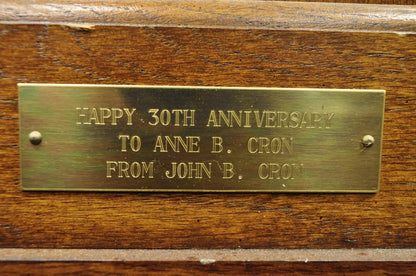 HAPPY 30TH ANNIVERSARY
TO ANNE B. CRON
FROM JOHN B. CRON